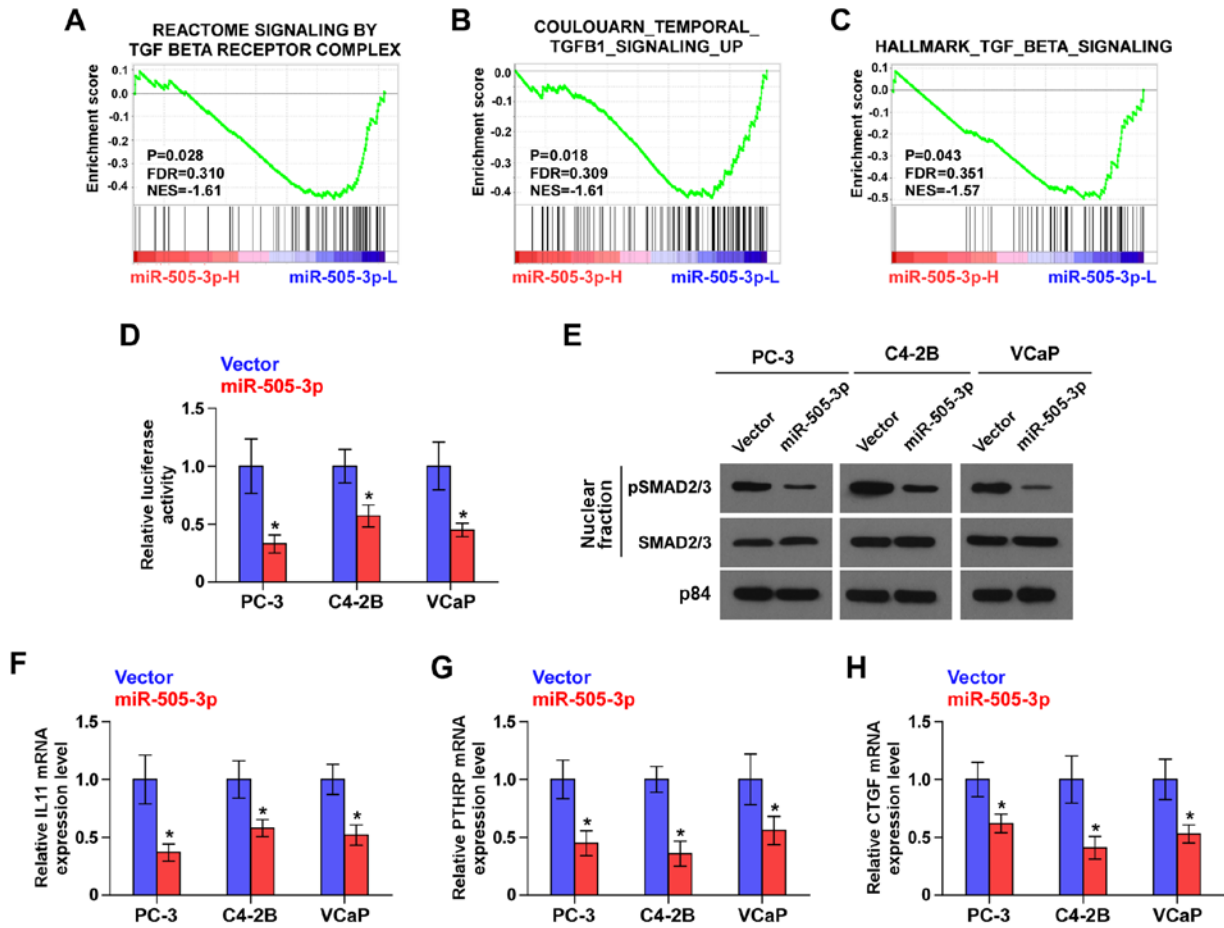 A
REACTOME SIGNALING BY
TGF BETA RECEPTOR COMPLEX
Enrichment score
0.1
0.0
-0.1
-0.2
-0.3
-0.4
P=0.028
FDR=0.310
NES=-1.61
miR-505-3p-H
miR-505-3p-L
B
COULOUARN_TEMPORAL_
TGFB1_SIGNALING_UP
Enrichment score
0.0
-0.1
-0.2
-0.3
-0.4
P=0.018
FDR=0.309
NES=-1.61
miR-505-3p-H
miR-505-3p-L
C
HALLMARK_TGF_BETA_SIGNALING
Enrichment score
0.1
0.0
-0.1
-0.2
-0.3
-0.4
-0.5
P=0.043
FDR=0.351
NES=-1.57
miR-505-3p-H
miR-505-3p-L
D
Vector
miR-505-3p
Relative luciferase
activity
1.5
1.0
0.5
0
*
*
*
PC-3
C4-2B
VCaP
E
PC-3
C4-2B
VCaP
Vector
miR-505-3p
Vector
miR-505-3p
Vector
miR-505-3p
Nuclear
fraction
pSMAD2/3
SMAD2/3
p84
F
Vector
miR-505-3p
Relative IL11 mRNA
expression level
1.5
1.0
0.5
0
*
*
*
PC-3
C4-2B
VCaP
G
Vector
miR-505-3p
Relative PTHRP mRNA
expression level
1.5
1.0
0.5
0
*
*
*
PC-3
C4-2B
VCaP
H
Vector
miR-505-3p
Relative CTGF mRNA
expression level
1.5
1.0
0.5
0
*
*
*
PC-3
C4-2B
VCaP